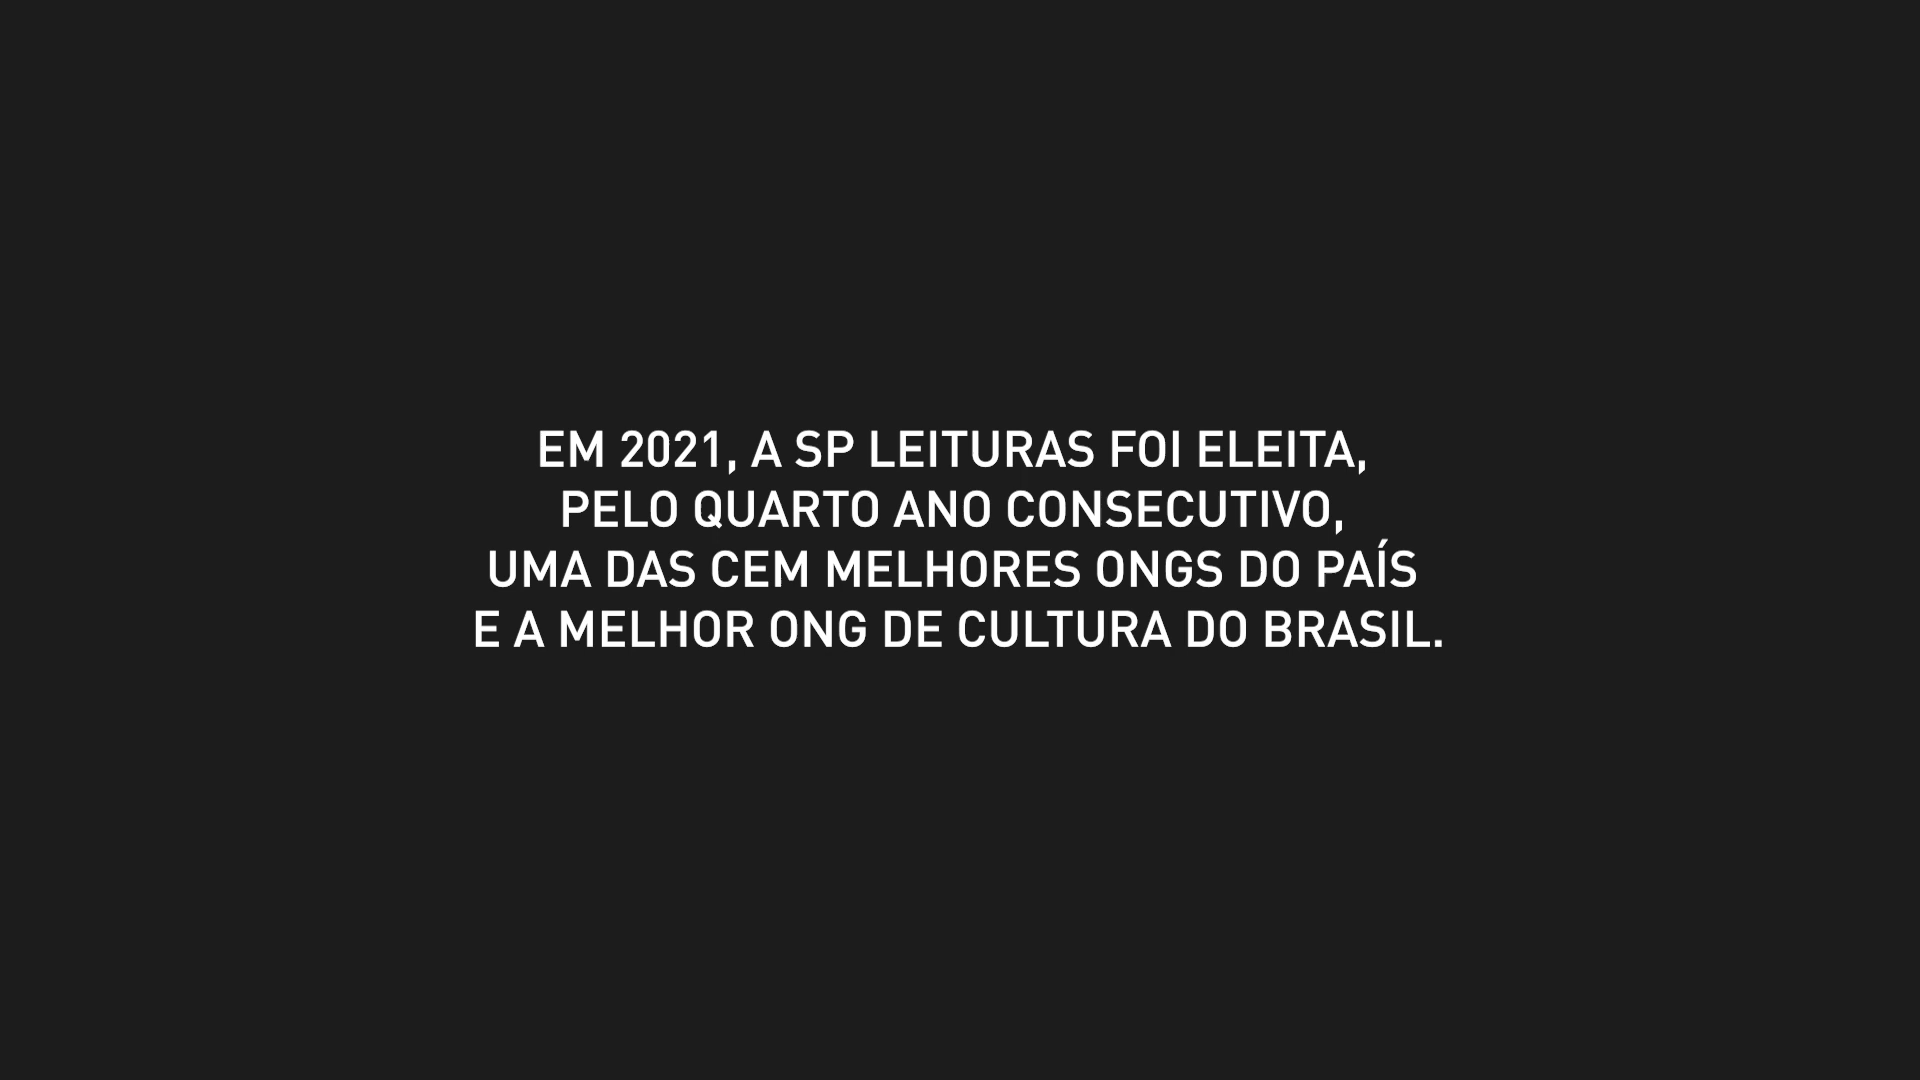 EM 2021, A SP LEITURAS FOI ELEITA,
PELO QUARTO ANO CONSECUTIVO,
UMA DAS CEM MELHORES ONGS DO PAÍS
E A MELHOR ONG DE CULTURA DO BRASIL.